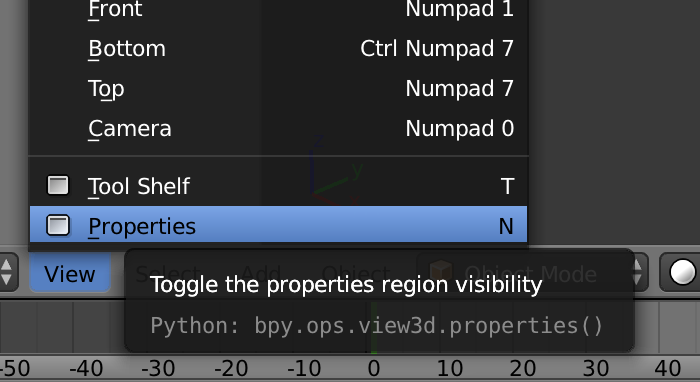 Front Numpad 1
Bottom Ctrl Numpad 7
Top Numpad 7
Camera Numpad 0
Tool Shelf T
Properties N
View Select Add Object Object Mode
Toggle the properties region visibility
Python: bpy.ops.view3d.properties()
-50 -40 -30 -20 -10 0 10 20 30 40
y